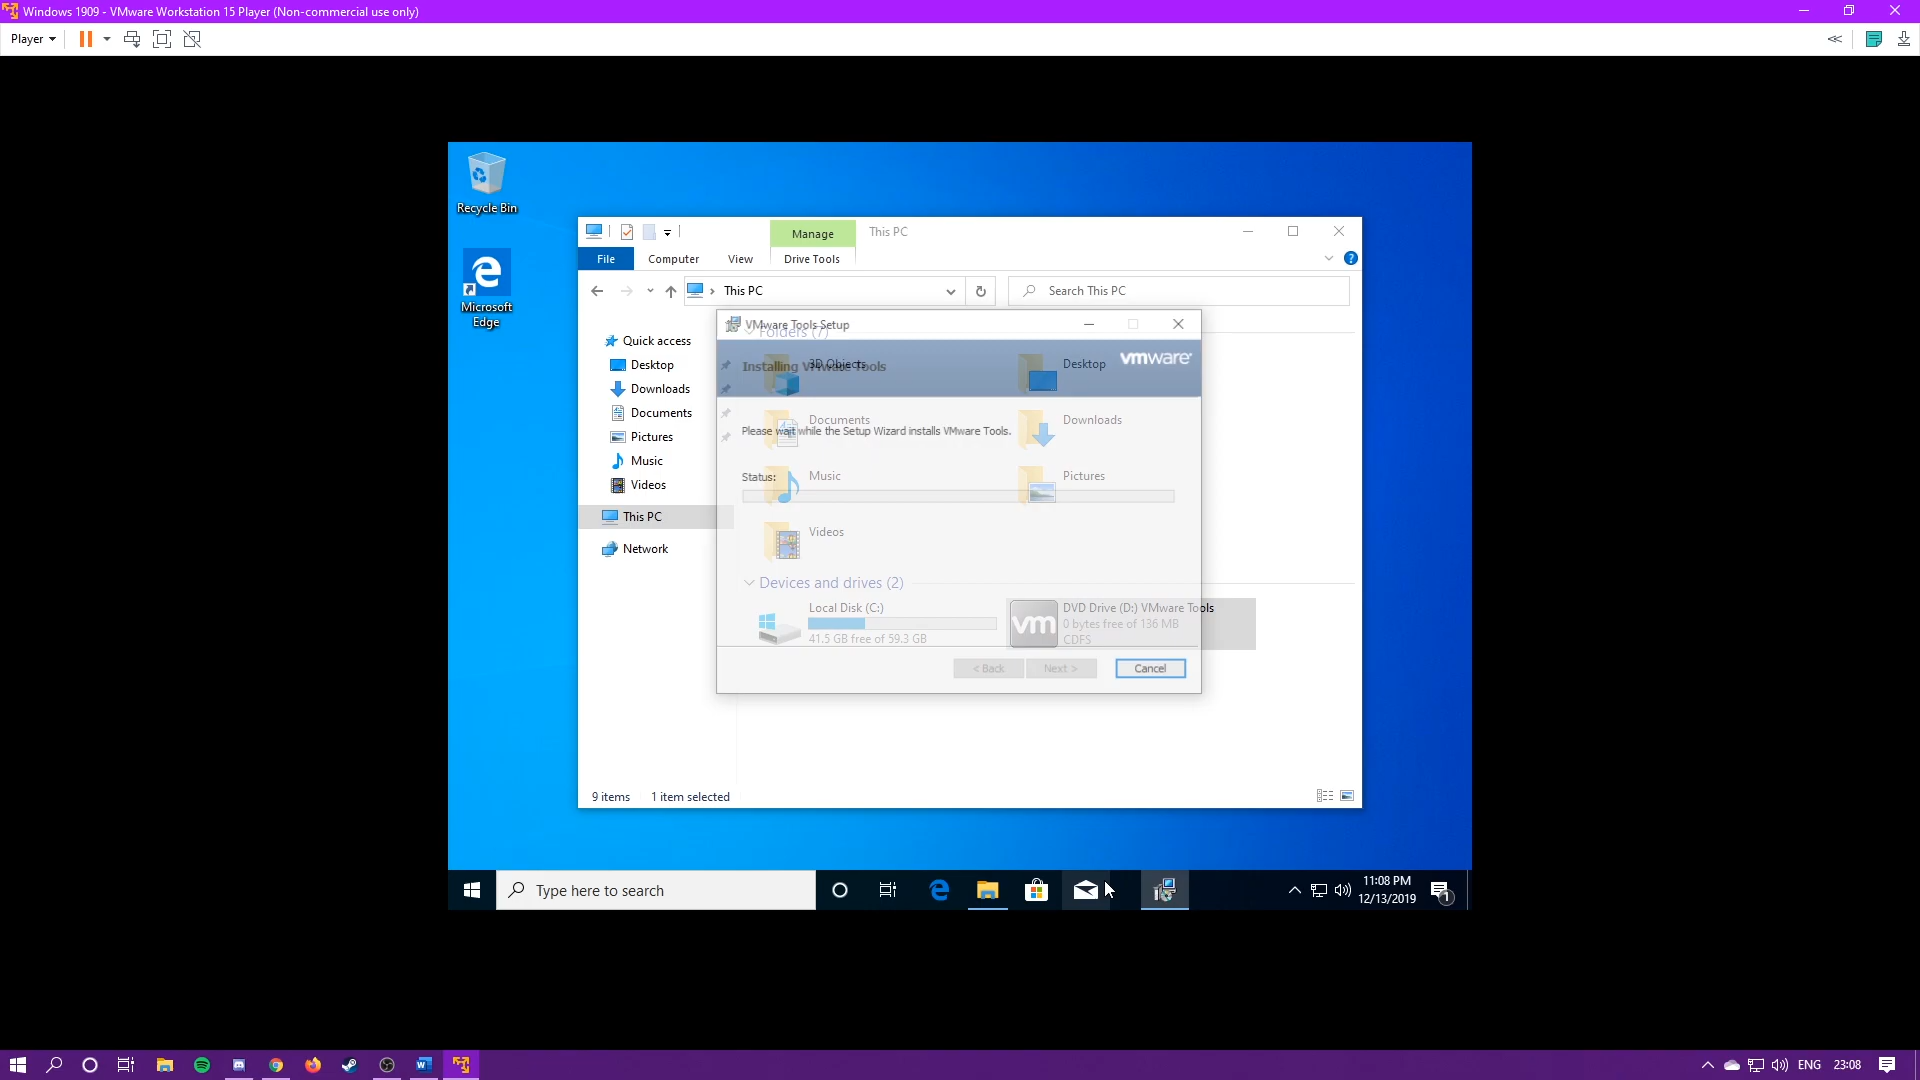 Windows 1909 - VMware Workstation 15 Player (Non-commercial use only)
Player
Recycle Bin
Microsoft
Edge
Manage
This PC
File
Computer
View
Drive Tools
This PC
Search This PC
Quick access
Desktop
Downloads
Documents
Pictures
Music
Videos
This PC
Network
VMware Tools Setup
Folders (7)
Installing VMware Tools
vmware
3D Objects
Desktop
Documents
Downloads
Please wait while the Setup Wizard installs VMware Tools.
Music
Pictures
Status:
Videos
Devices and drives (2)
Local Disk (C:)
41.5 GB free of 59.3 GB
vm
DVD Drive (D:) VMware Tools
0 bytes free of 136 MB
CDFS
< Back
Next >
Cancel
9 items
1 item selected
Type here to search
11:08 PM
12/13/2019
1
ENG
23:08